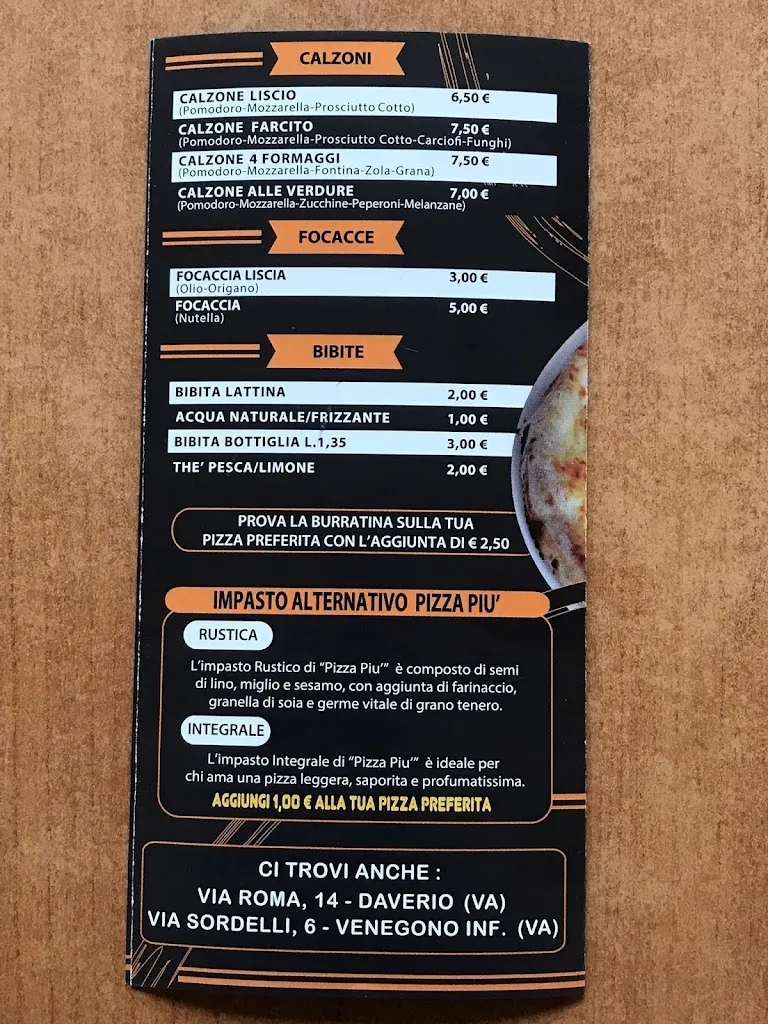 CALZONI
CALZONE LISCIO 6,50 €
(Pomodoro-Mozzarella-Prosciutto Cotto)
CALZONE FARCITO 7,50 €
(Pomodoro-Mozzarella-Prosciutto Cotto-Carciofi-Funghi)
CALZONE 4 FORMAGGI 7,50 €
(Pomodoro-Mozzarella-Fontina-Zola-Grana)
CALZONE ALLE VERDURE 7,00 €
(Pomodoro-Mozzarella-Zucchine-Peperoni-Melanzane)
FOCACCE
FOCACCIA LISCIA 3,00 €
(Olio-Origano)
FOCACCIA 5,00 €
(Nutella)
BIBITE
BIBITA LATTINA 2,00 €
ACQUA NATURALE/FRIZZANTE 1,00 €
BIBITA BOTTIGLIA L.1,35 3,00 €
THE' PESCA/LIMONE 2,00 €
PROVA LA BURRATINA SULLA TUA
PIZZA PREFERITA CON L'AGGIUNTA DI € 2,50
IMPASTO ALTERNATIVO PIZZA PIU'
RUSTICA
L'impasto Rustico di "Pizza Piu'" è composto di semi
di lino, miglio e sesamo, con aggiunta di farinaccio,
granella di soia e germe vitale di grano tenero.
INTEGRALE
L'impasto Integrale di "Pizza Piu'" è ideale per
chi ama una pizza leggera, saporita e profumatissima.
AGGIUNGI 1,00 € ALLA TUA PIZZA PREFERITA
CI TROVI ANCHE :
VIA ROMA, 14 - DAVERIO (VA)
VIA SORDELLI, 6 - VENEGONO INF. (VA)